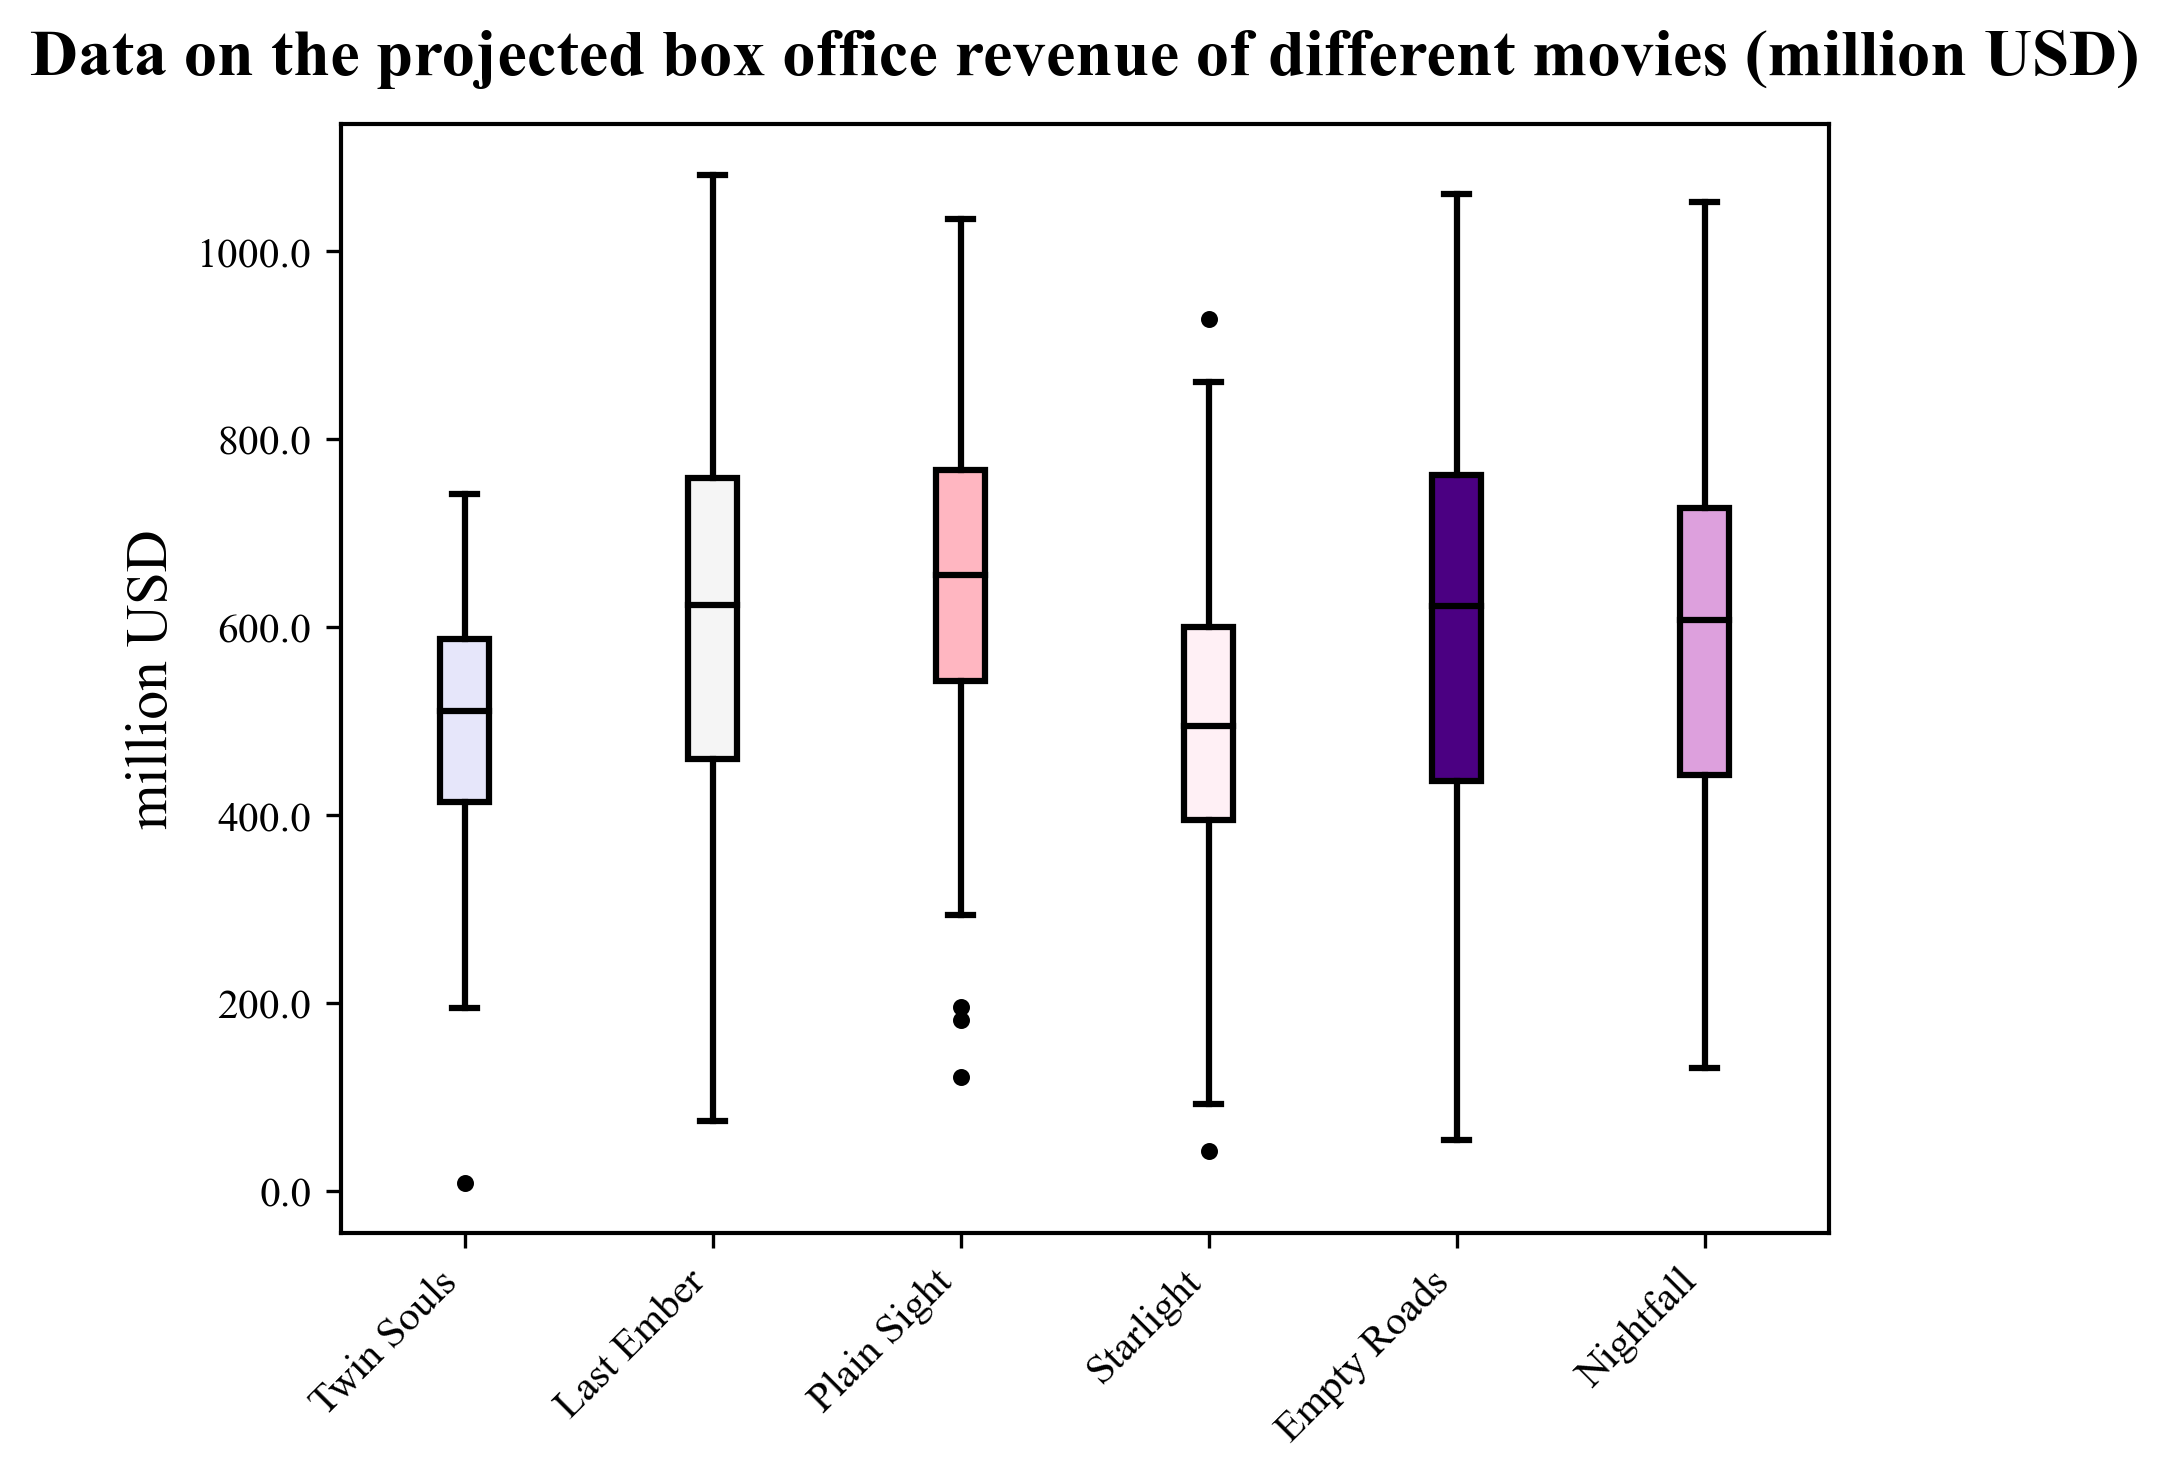 Data on the projected box office revenue of different movies (million USD)
million USD
1000.0
800.0
600.0
400.0
200.0
0.0
Twin Souls
Last Ember
Plain Sight
Starlight
Empty Roads
Nightfall